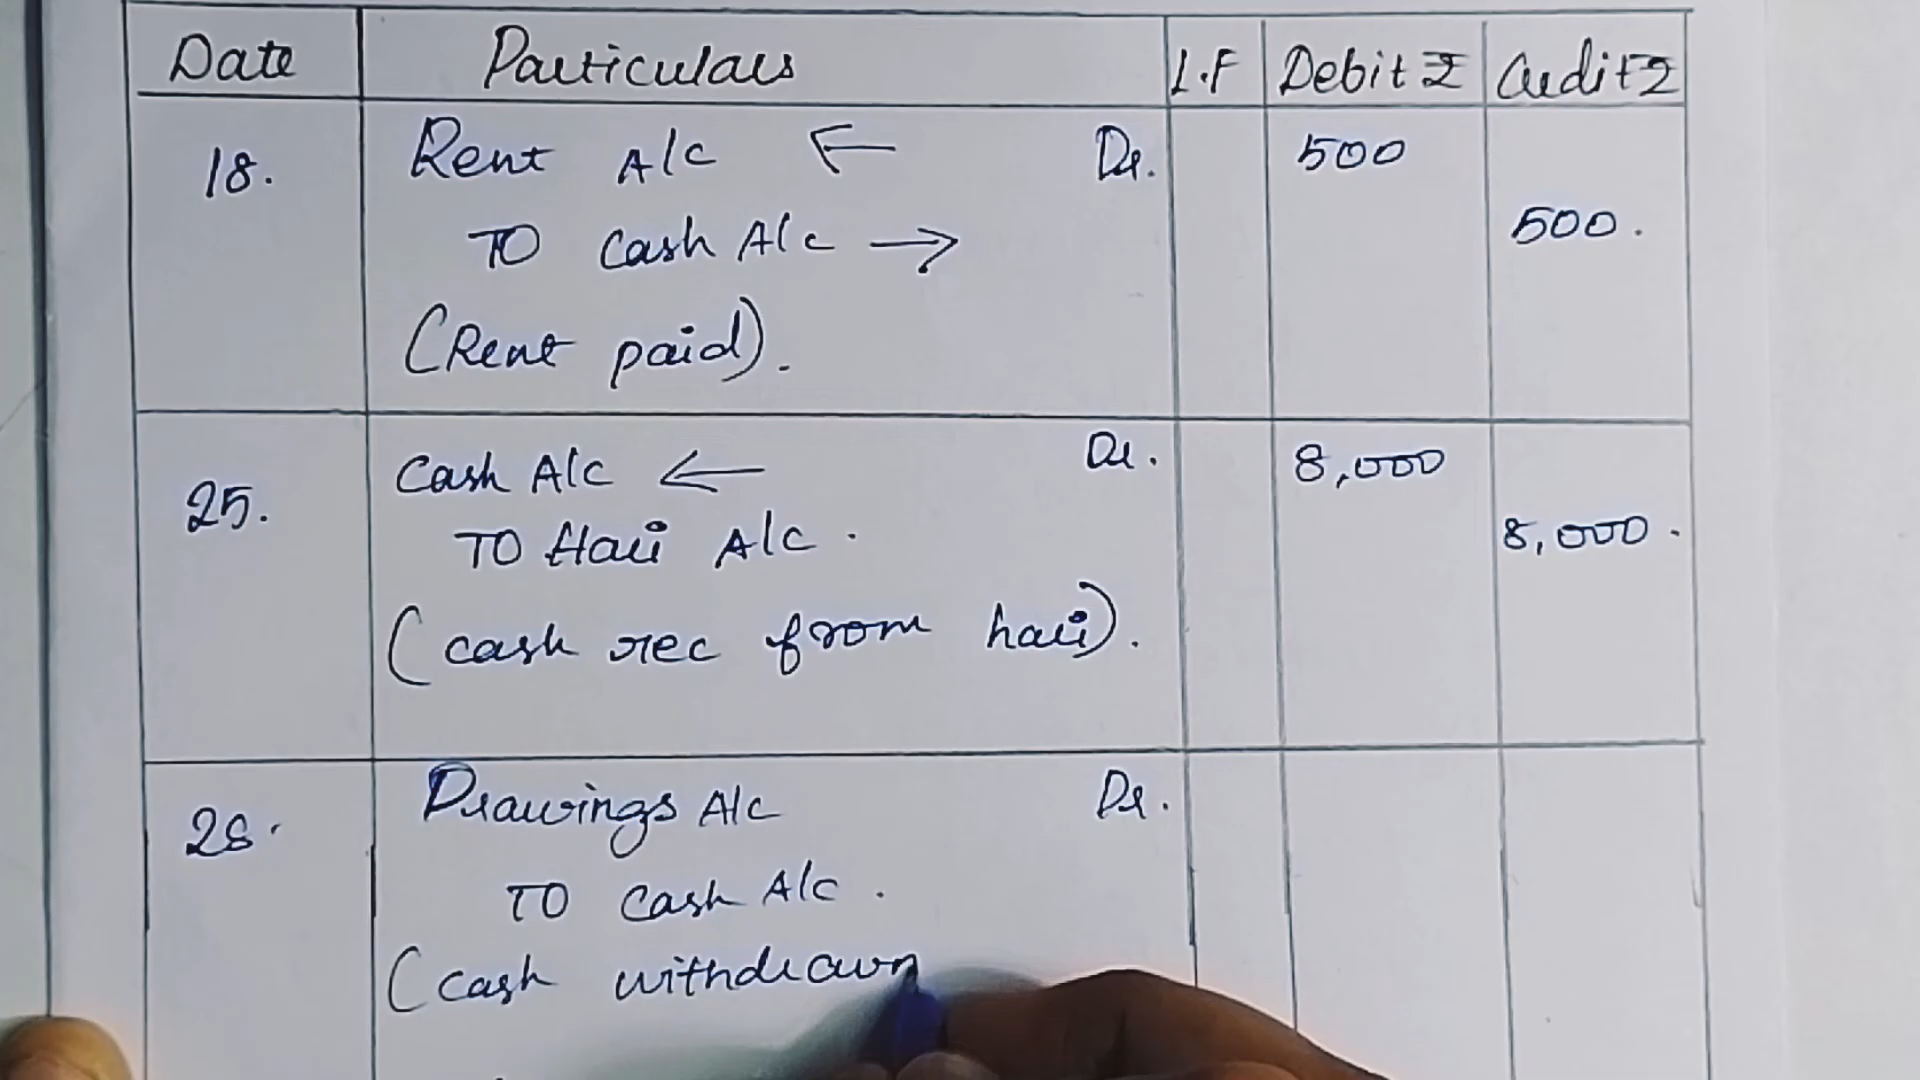 Date Particulars L.F Debit ₹ Credit ₹
18. Rent A/c ← Dr. 500
TO Cash A/c → 500.
(Rent paid).
25. Cash A/c ← Dr. 8,000
TO Hari A/c. 8,000.
(cash rec from hari).
28. Drawings A/c Dr.
TO Cash A/c.
(cash withdrawn